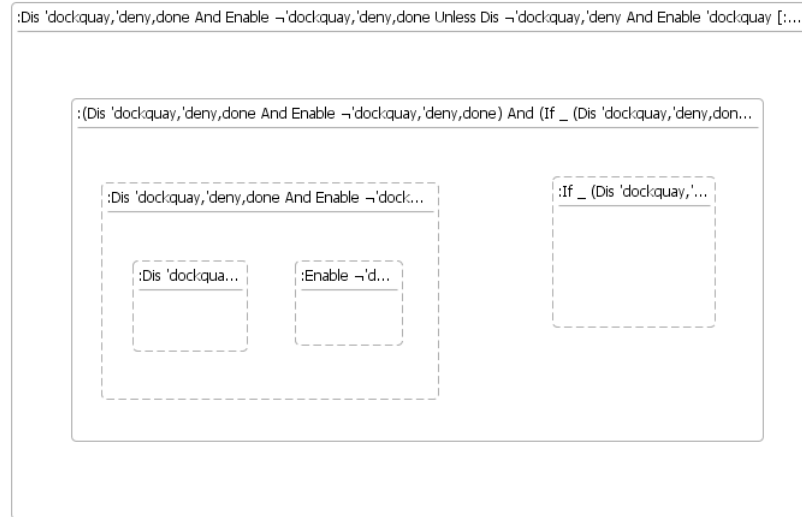 :Dis 'dockquay,'deny,done And Enable ¬'dockquay,'deny,done Unless Dis ¬'dockquay,'deny And Enable 'dockquay [:...
:(Dis 'dockquay,'deny,done And Enable ¬'dockquay,'deny,done) And (If _ (Dis 'dockquay,'deny,don...
:Dis 'dockquay,'deny,done And Enable ¬'dock...
:If _ (Dis 'dockquay,'...
:Dis 'dockqua...
:Enable ¬'d...